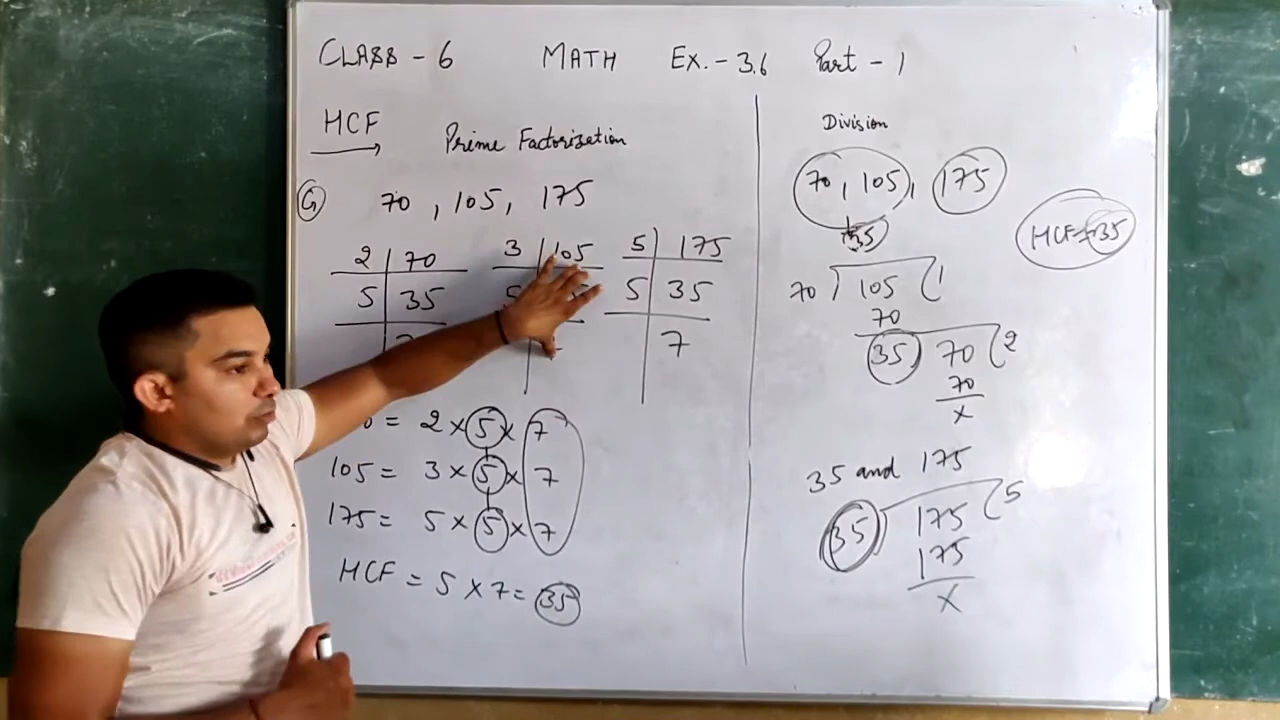 CLASS - 6 MATH EX. - 3.6 Part - 1
HCF
Prime Factorization
G 70 , 105, 175
2 70
5 35
3 105
5 175
5 35
7
= 2 × 5 × 7
105 = 3 × 5 × 7
175 = 5 × 5 × 7
HCF = 5 × 7 = 35
Division
70, 105, 175
35
HCF = 35
70 ) 105 ( 1
70
35 70 ( 2
70
×
35 and 175
35 ) 175 ( 5
175
×